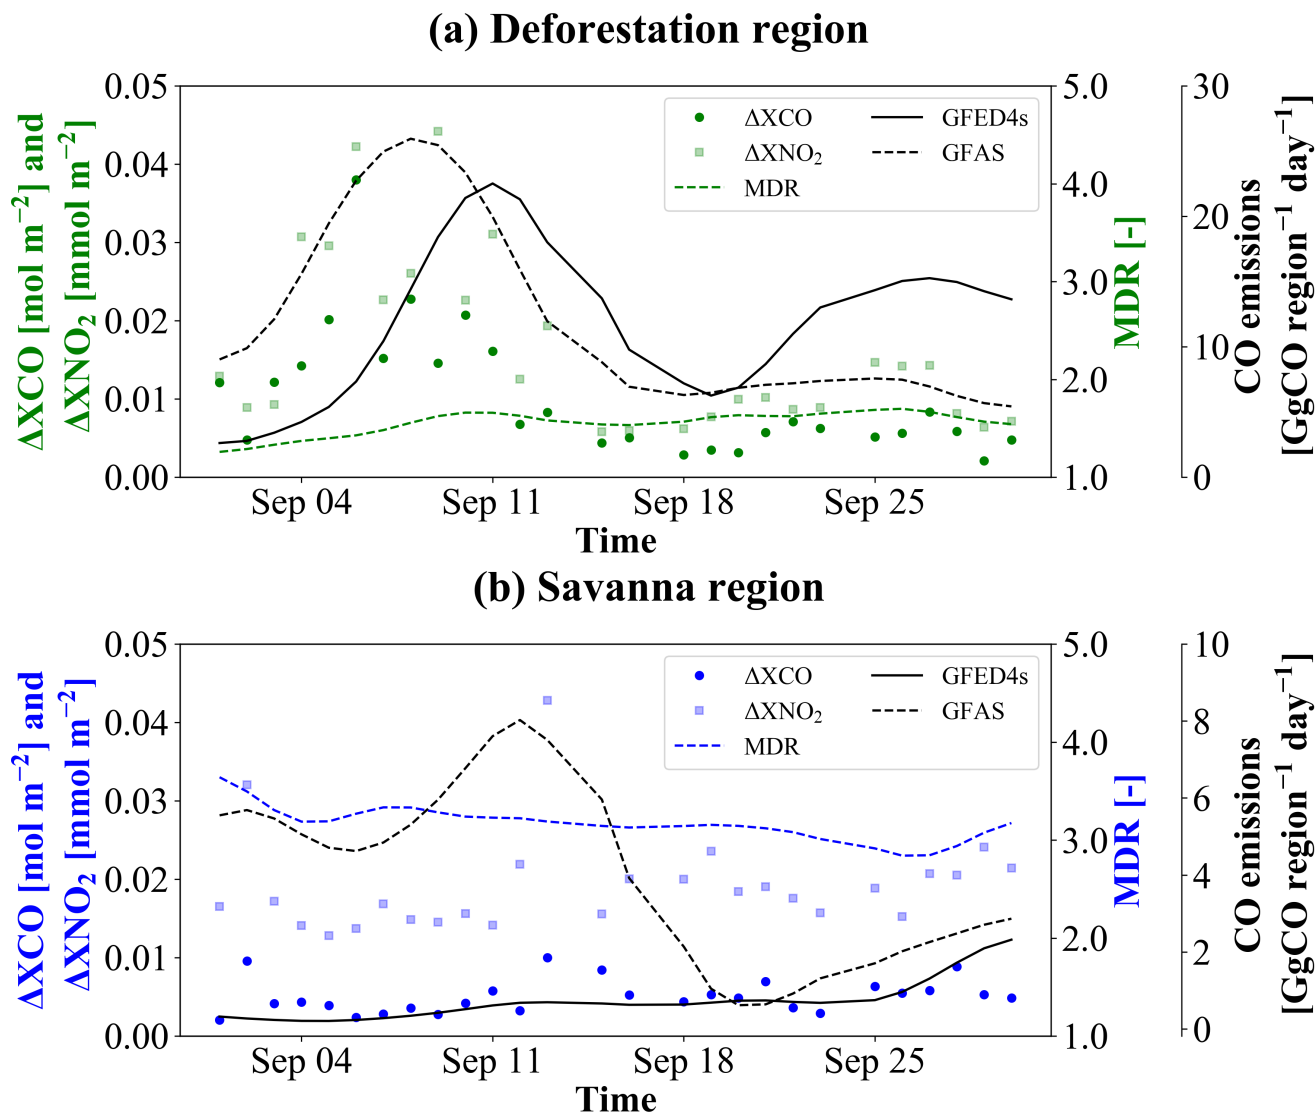 (a) Deforestation region
ΔXCO [mol m⁻²] and
ΔXNO₂ [mmol m⁻²]
0.05
0.04
0.03
0.02
0.01
0.00
ΔXCO
ΔXNO₂
MDR
GFED4s
GFAS
5.0
4.0
3.0
2.0
1.0
MDR [-]
30
20
10
0
CO emissions
[GgCO region⁻¹ day⁻¹]
Sep 04
Sep 11
Sep 18
Sep 25
Time
(b) Savanna region
ΔXCO [mol m⁻²] and
ΔXNO₂ [mmol m⁻²]
0.05
0.04
0.03
0.02
0.01
0.00
ΔXCO
ΔXNO₂
MDR
GFED4s
GFAS
5.0
4.0
3.0
2.0
1.0
MDR [-]
10
8
6
4
2
0
CO emissions
[GgCO region⁻¹ day⁻¹]
Sep 04
Sep 11
Sep 18
Sep 25
Time